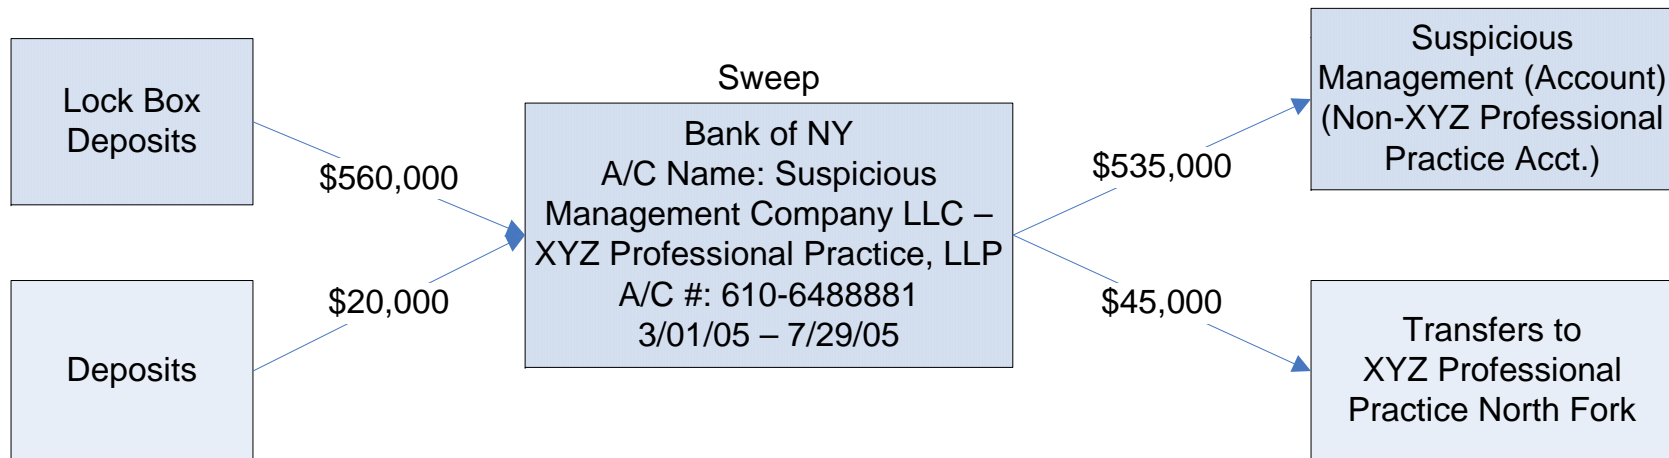 Lock Box
Deposits
$560,000
Deposits
$20,000
Sweep
Bank of NY
A/C Name: Suspicious
Management Company LLC –
XYZ Professional Practice, LLP
A/C #: 610-6488881
3/01/05 – 7/29/05
$535,000
Suspicious
Management (Account)
(Non-XYZ Professional
Practice Acct.)
$45,000
Transfers to
XYZ Professional
Practice North Fork